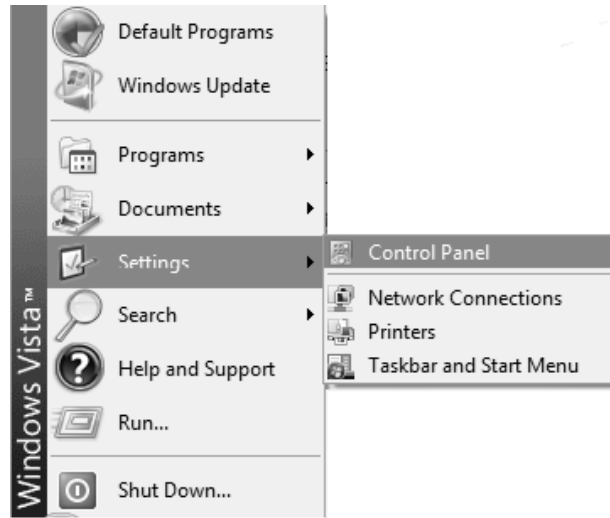 Default Programs
Windows Update
Programs
Documents
Settings
Control Panel
Network Connections
Printers
Taskbar and Start Menu
Search
Help and Support
Run...
Shut Down...
Windows Vista™